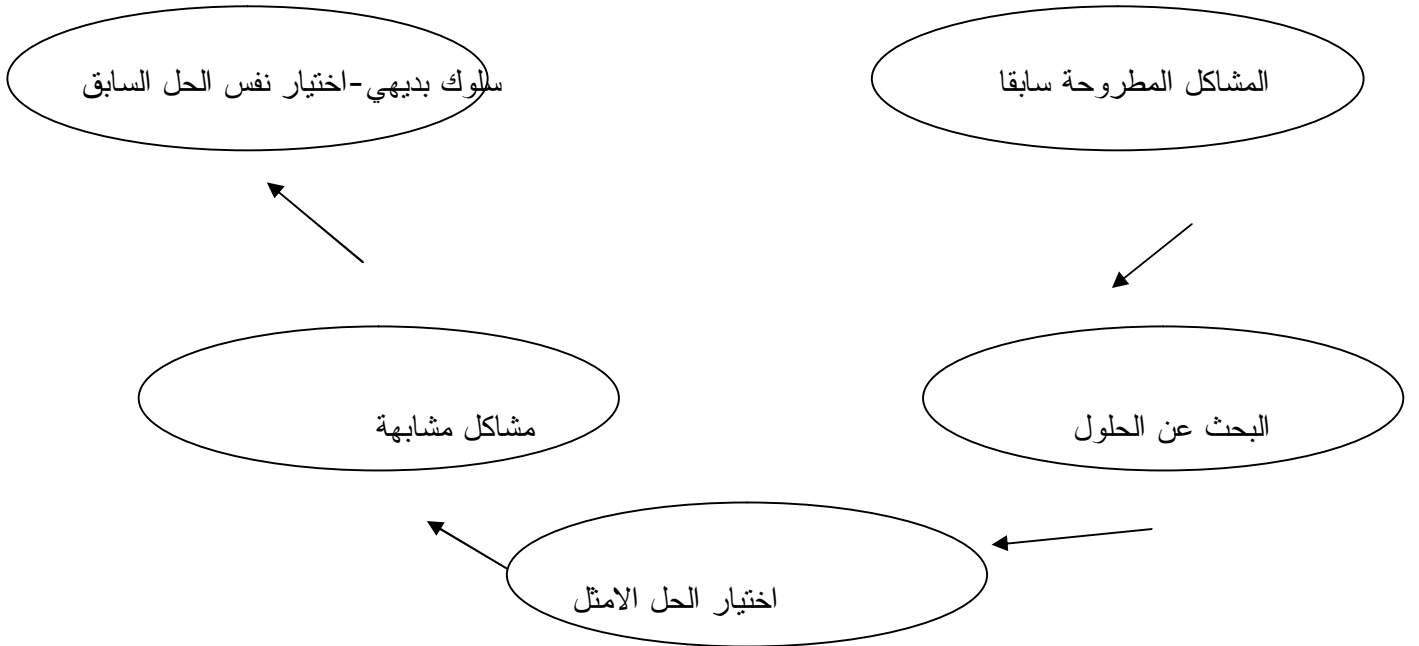 المشاكل المطروحة سابقا
سلوك بديهي-اختيار نفس الحل السابق
البحث عن الحلول
مشاكل مشابهة
اختيار الحل الامثل